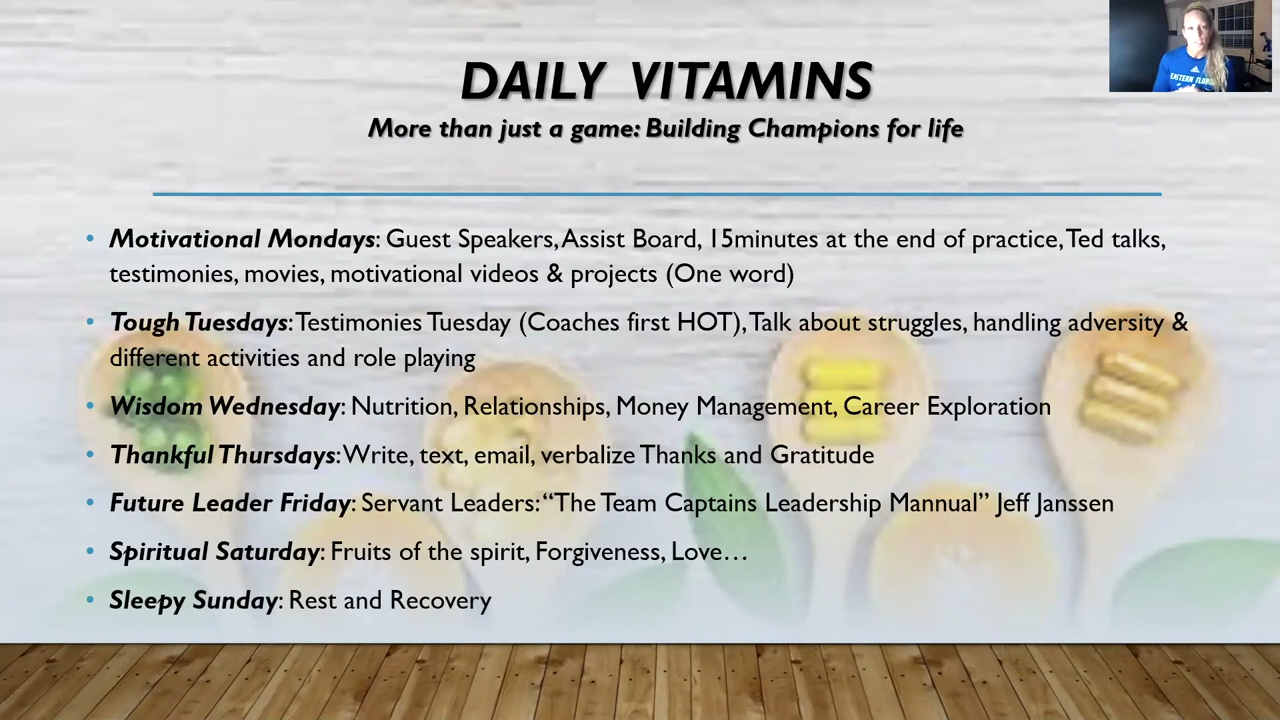 DAILY VITAMINS
More than just a game: Building Champions for life
EASTERN FLOR
• Motivational Mondays: Guest Speakers, Assist Board, 15minutes at the end of practice, Ted talks,
testimonies, movies, motivational videos & projects (One word)
• Tough Tuesdays: Testimonies Tuesday (Coaches first HOT), Talk about struggles, handling adversity &
different activities and role playing
• Wisdom Wednesday: Nutrition, Relationships, Money Management, Career Exploration
• Thankful Thursdays: Write, text, email, verbalize Thanks and Gratitude
• Future Leader Friday: Servant Leaders: “The Team Captains Leadership Mannual” Jeff Janssen
• Spiritual Saturday: Fruits of the spirit, Forgiveness, Love…
• Sleepy Sunday: Rest and Recovery